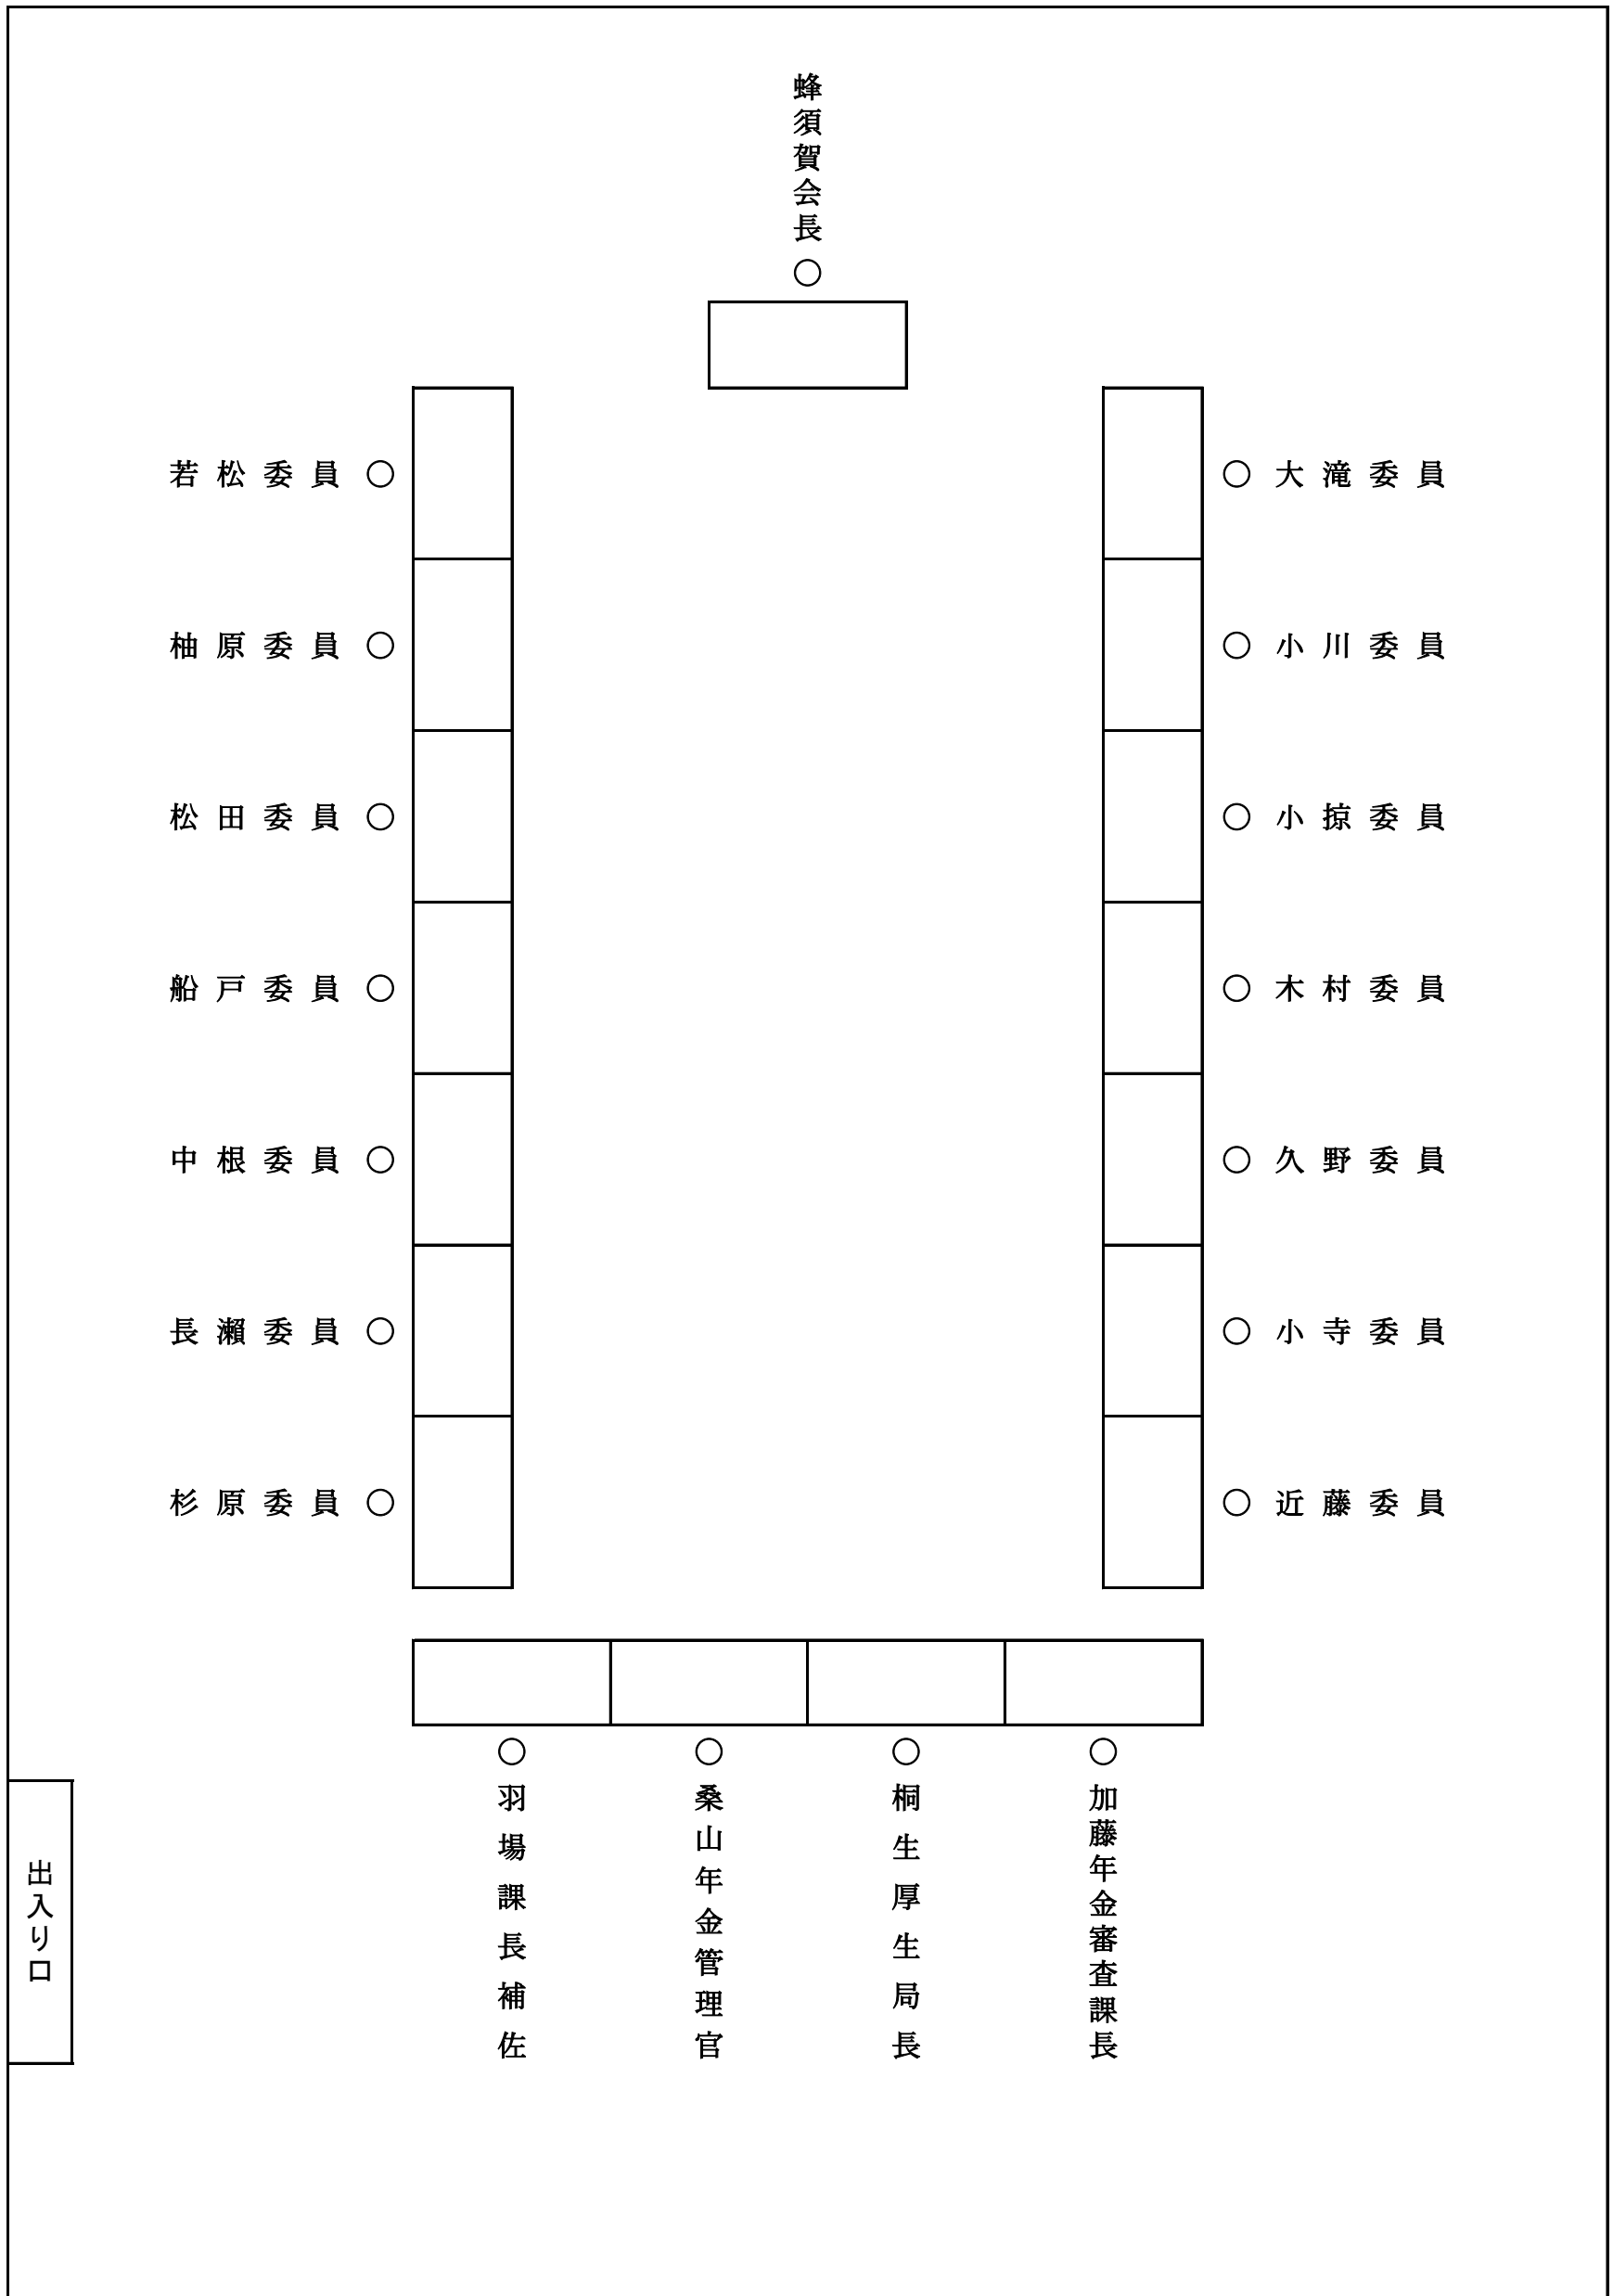 蜂須賀会長
○
若松委員 ○
○ 大滝委員
柚原委員 ○
○ 小川委員
松田委員 ○
○ 小掠委員
船戸委員 ○
○ 木村委員
中根委員 ○
○ 久野委員
長瀬委員 ○
○ 小寺委員
杉原委員 ○
○ 近藤委員
○ 羽場課長補佐
○ 桑山年金管理官
○ 桐生厚生局長
○ 加藤年金審査課長
出入り口